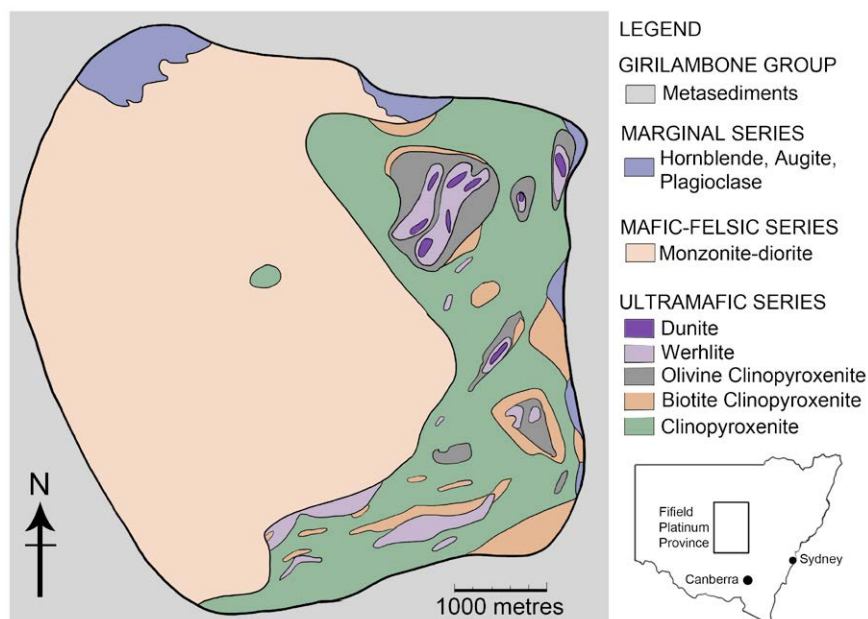 LEGEND
GIRILAMBONE GROUP
Metasediments
MARGINAL SERIES
Hornblende, Augite,
Plagioclase
MAFIC-FELSIC SERIES
Monzonite-diorite
ULTRAMAFIC SERIES
Dunite
Werhlite
Olivine Clinopyroxenite
Biotite Clinopyroxenite
Clinopyroxenite
N
1000 metres
Fifield
Platinum
Province
Sydney
Canberra